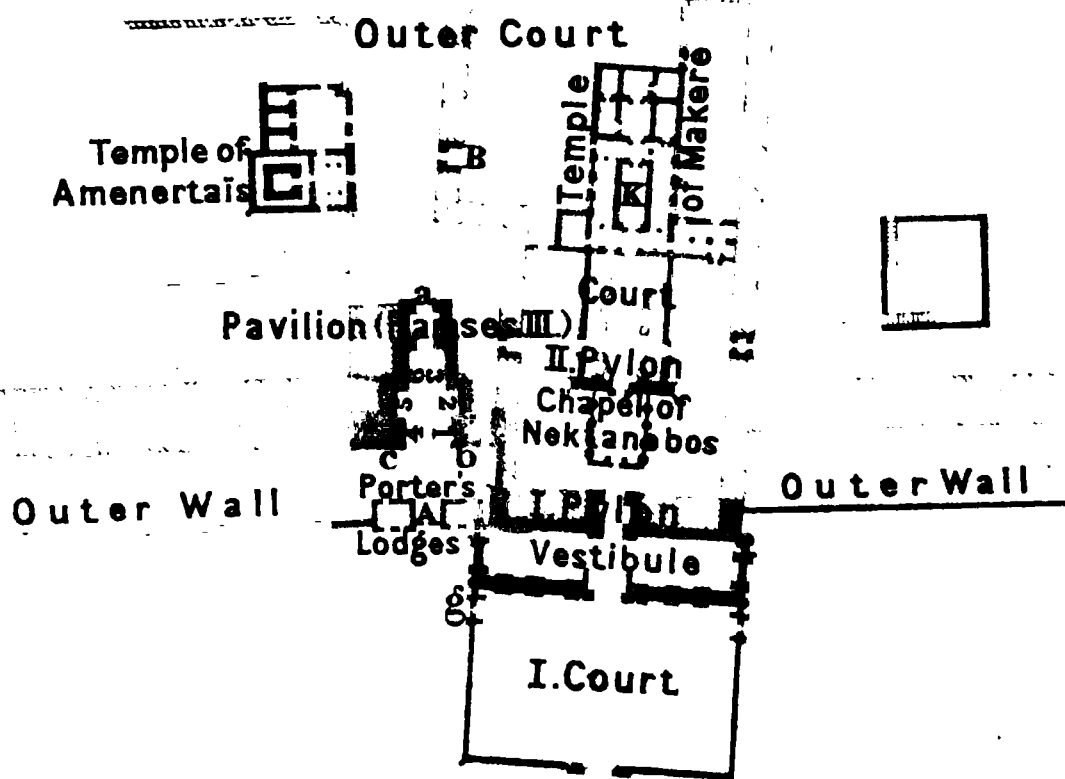 Outer Court
Temple of Makere
Temple of
Amenertaïs
B
K
a
Court
Pavilion (Ramses III.)
II. Pylon
Chapel of
Nektanebos
c
b
Porter's
A
Lodges
Outer Wall
Outer Wall
I. Pylon
Vestibule
I. Court